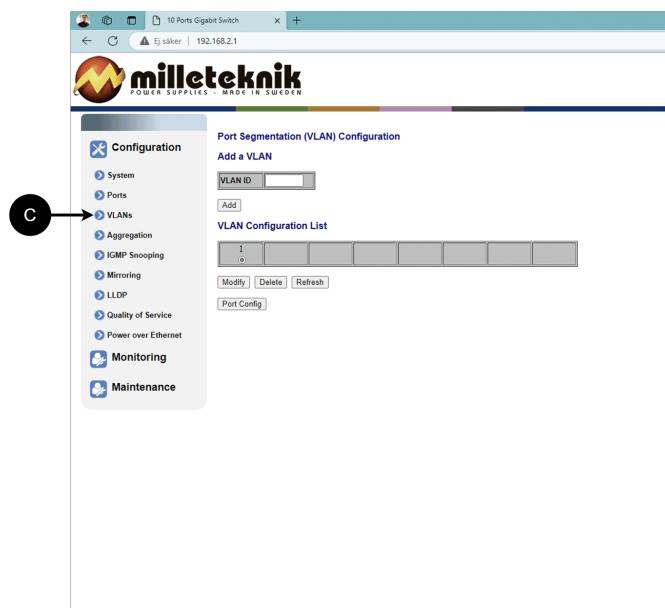 10 Ports Gigabit Switch
Ej säker | 192.168.2.1
milleteknik
POWER SUPPLIES - MADE IN SWEDEN
Configuration
System
Ports
VLANs
Aggregation
IGMP Snooping
Mirroring
LLDP
Quality of Service
Power over Ethernet
Monitoring
Maintenance
C
Port Segmentation (VLAN) Configuration
Add a VLAN
VLAN ID
Add
VLAN Configuration List
1
Modify Delete Refresh
Port Config